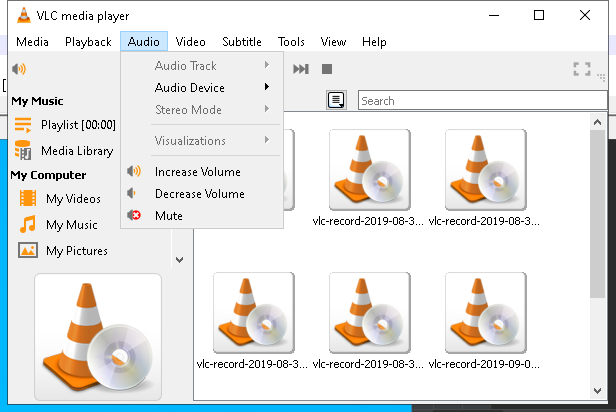 VLC media player
Media Playback Audio Video Subtitle Tools View Help
Audio Track
Audio Device
Stereo Mode
Visualizations
Increase Volume
Decrease Volume
Mute
My Music
Playlist [00:00]
Media Library
My Computer
My Videos
My Music
My Pictures
Search
vlc-record-2019-08-3... vlc-record-2019-08-3...
vlc-record-2019-08-3... vlc-record-2019-08-3... vlc-record-2019-09-0...